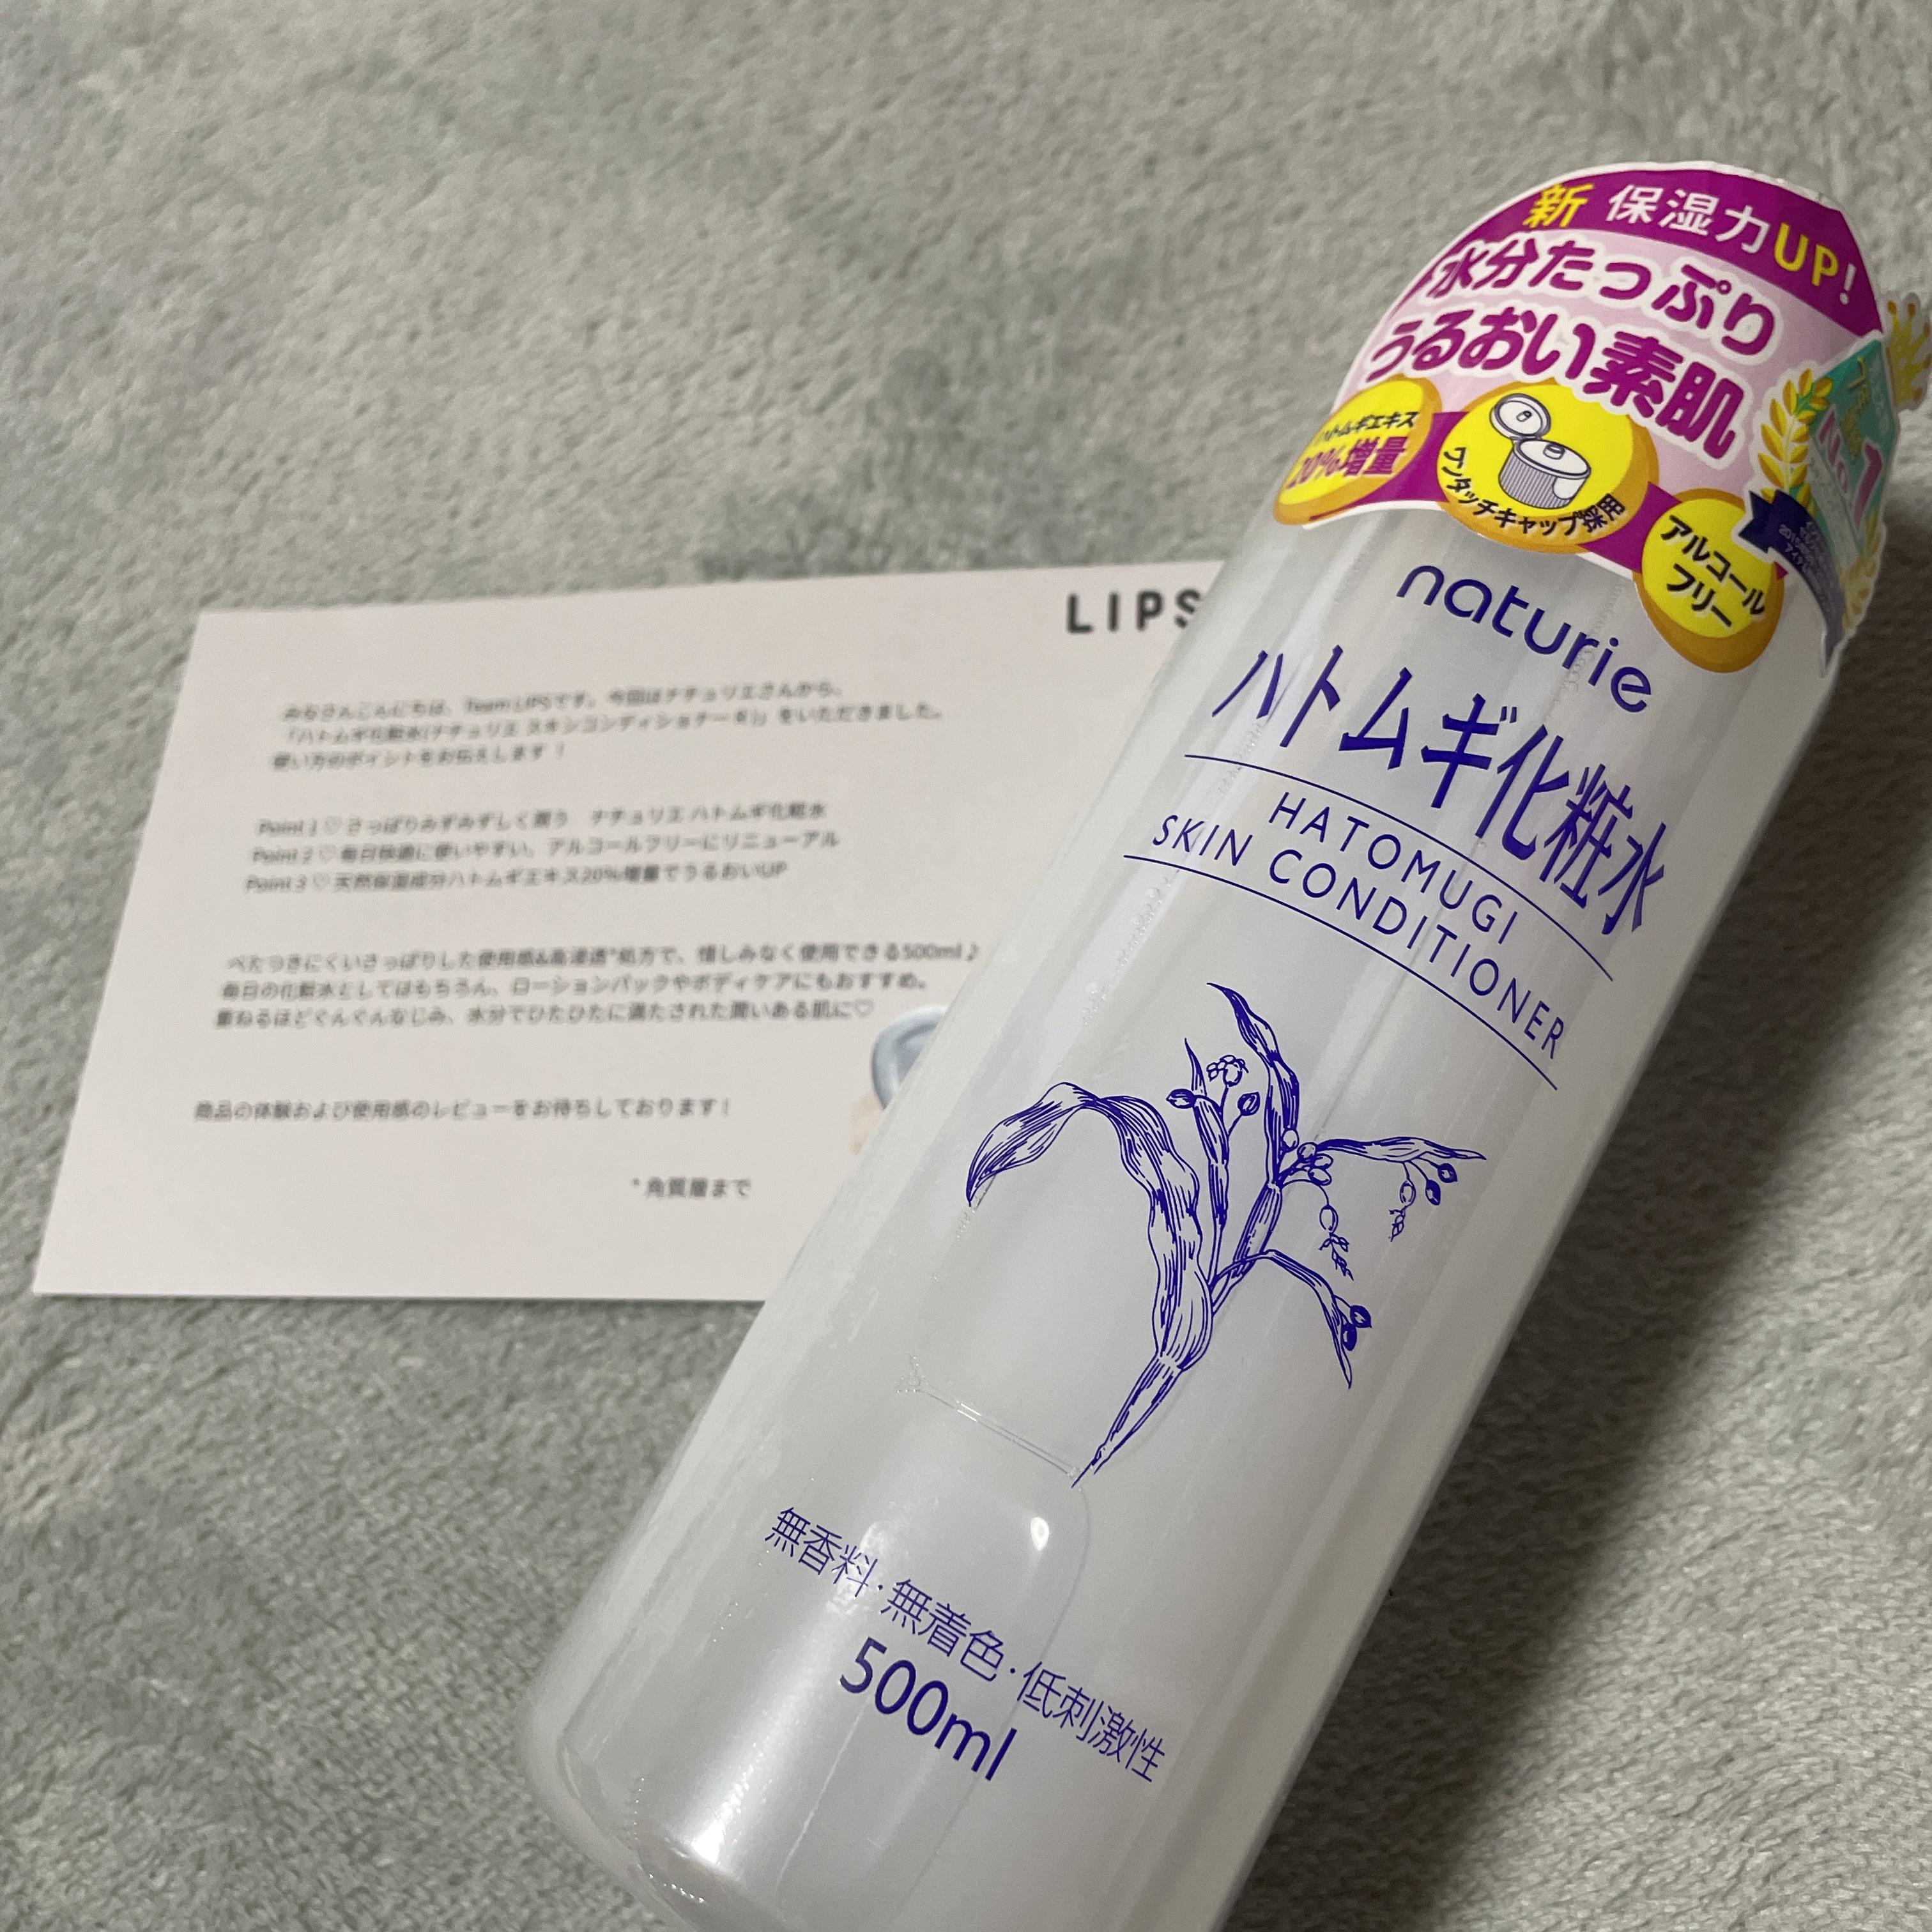 LIPS
みなさんこんにちは、Team LIPSです。今回はナチュリエさんから、
「ハトムギ化粧水(ナチュリエ スキンコンディショナー
をいただきました。
使い方のポイントをお伝えします！
Point 1 ♡ さっぱりみずみずしく潤う ナチュリエ ハトムギ化粧水
Point 2 ♡ 毎日快適に使いやすい、アルコールフリーにリニューアル
Point 3 ♡ 天然保湿成分ハトムギエキス20%増量でうるおいUP
べたつきにくいさっぱりした使用感&高浸透*処方で、惜しみなく使用できる500ml♪
毎日の化粧水としてはもちろん、ローションパックやボディケアにもおすすめ。
重ねるほどぐんぐんなじみ、水分でひたひたに満たされた潤いある肌に♡
商品の体験および使用感のレビューをお待ちしております！
*角質層まで
新 保湿力UP!
水分たっぷり
うるおい素肌
ハトムギエキス
20%増量
ワンタッチキャップ採用
アルコール
フリー
No.1
naturie
ハトムギ化粧水
HATOMUGI
SKIN CONDITIONER
無香料・無着色・低刺激性
500ml